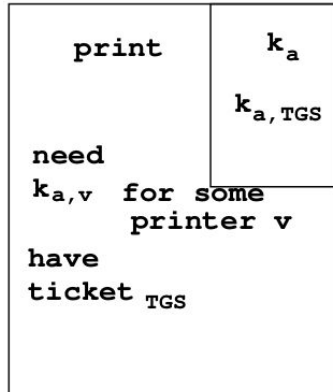 print
k_a
k_a,TGS
need
k_a,v for some
printer v
have
ticket_TGS